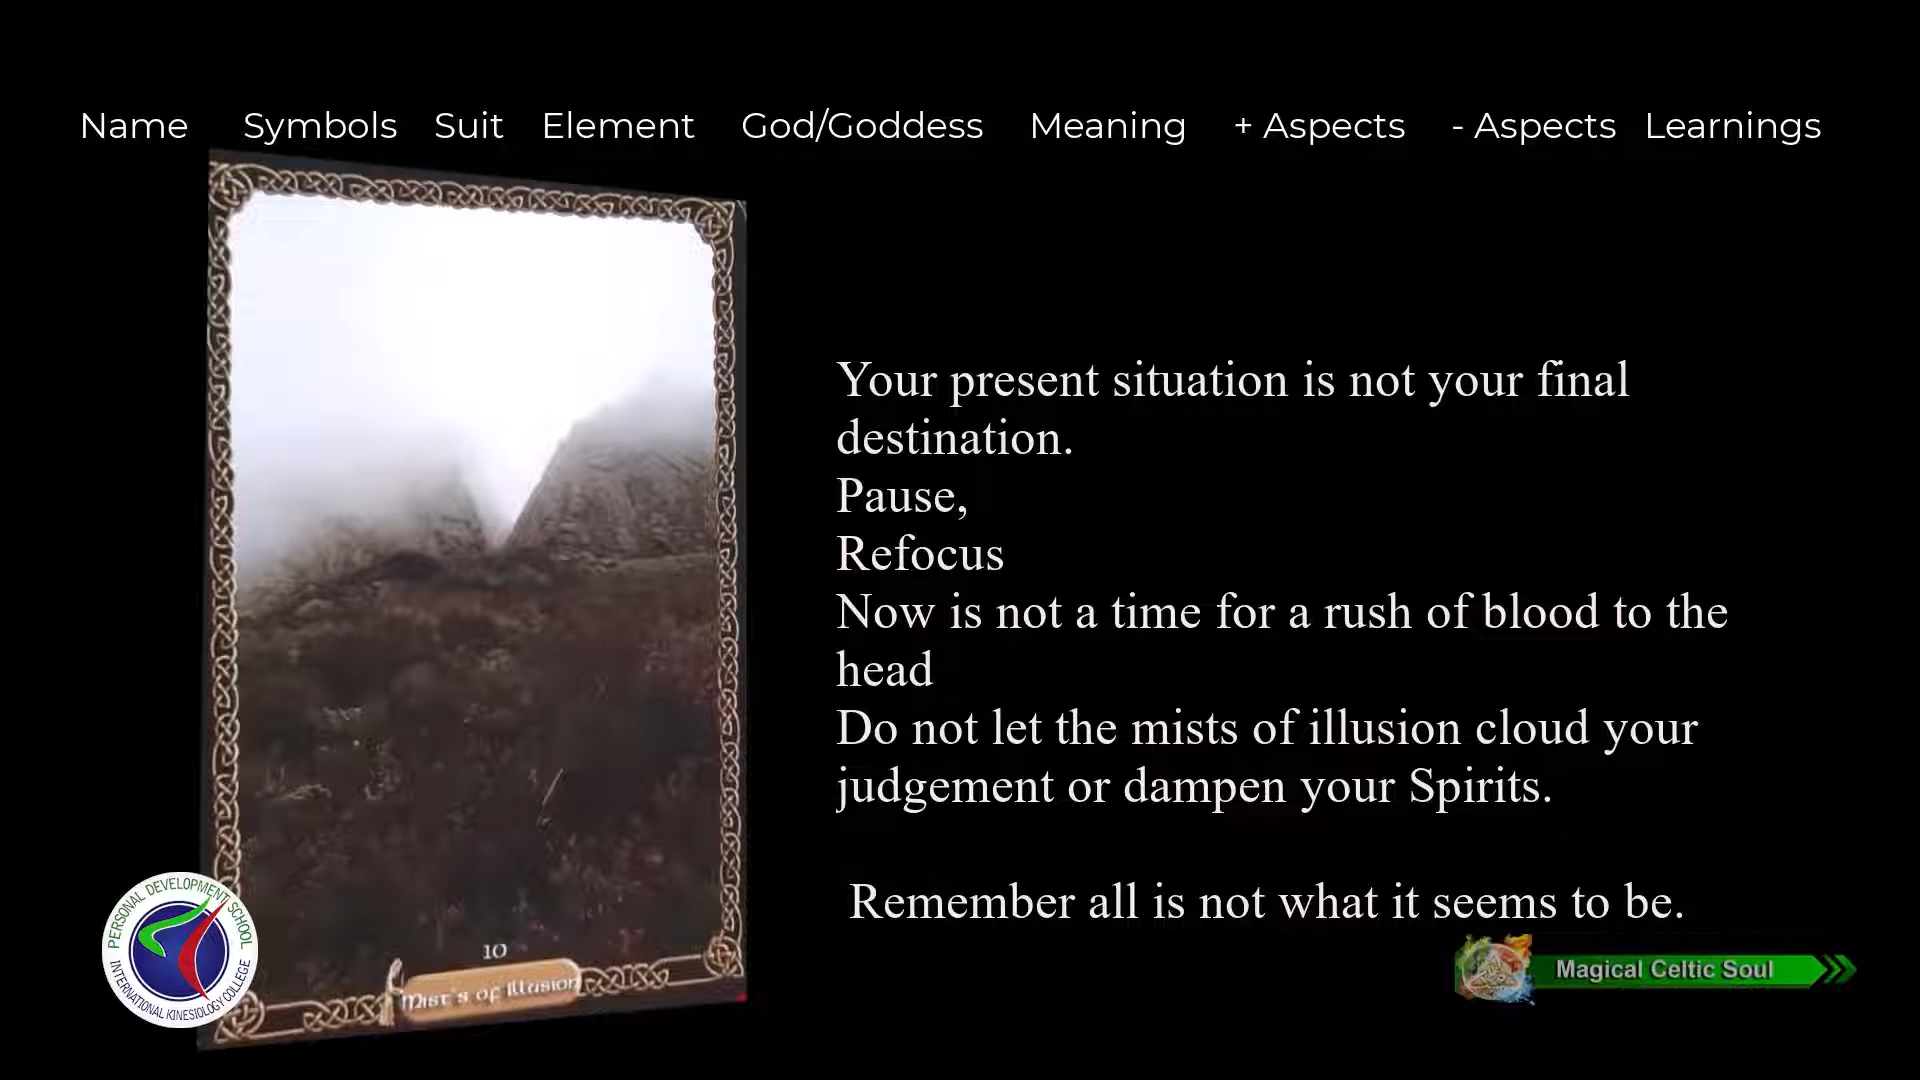 Name Symbols Suit Element God/Goddess Meaning + Aspects - Aspects Learnings
Your present situation is not your final
destination.
Pause,
Refocus
Now is not a time for a rush of blood to the
head
Do not let the mists of illusion cloud your
judgement or dampen your Spirits.
Remember all is not what it seems to be.
10
Mist's of Illusion
PERSONAL DEVELOPMENT SCHOOL
INTERNATIONAL KINESIOLOGY COLLEGE
Magical Celtic Soul